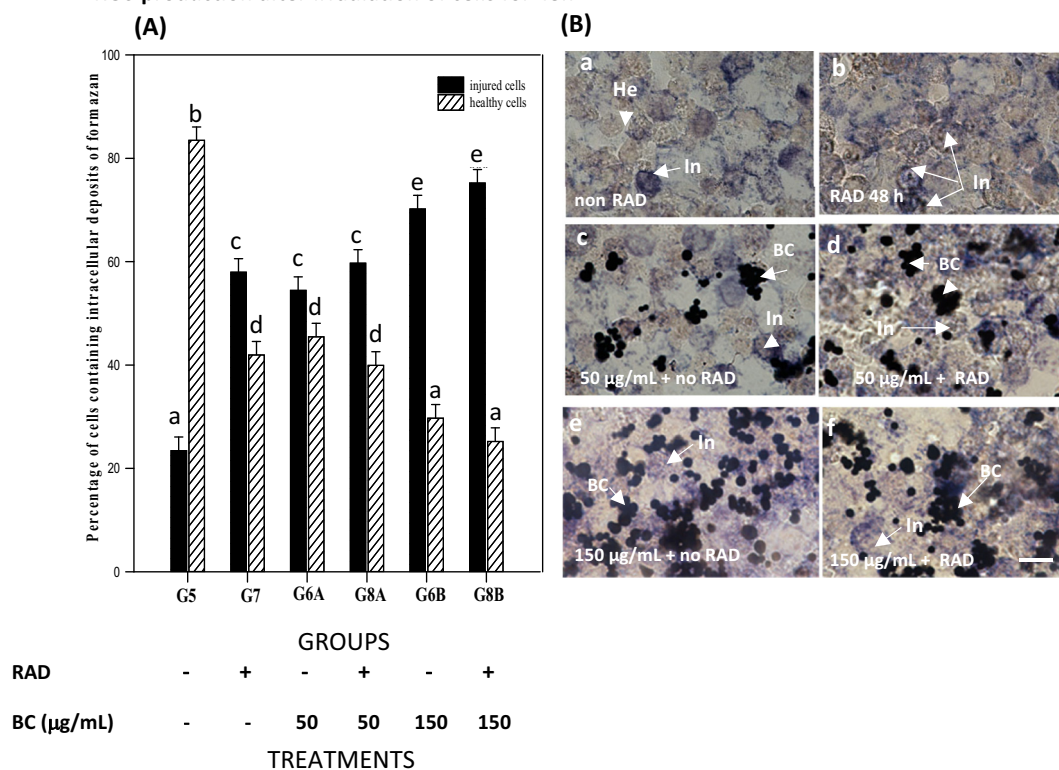 (A)
(B)
100
80
60
40
20
0
Percentage of cells containing intracellular deposits of formazan
injured cells
healthy cells
a b c d c d c d e a e a
G5 G7 G6A G8A G6B G8B
GROUPS
RAD - + - + - +
BC (µg/mL) - - 50 50 150 150
TREATMENTS
a
He
In
non RAD
b
In
RAD 48 h
c
BC
In
50 µg/mL + no RAD
d
BC
In
50 µg/mL + RAD
e
In
BC
150 µg/mL + no RAD
f
BC
In
150 µg/mL + RAD